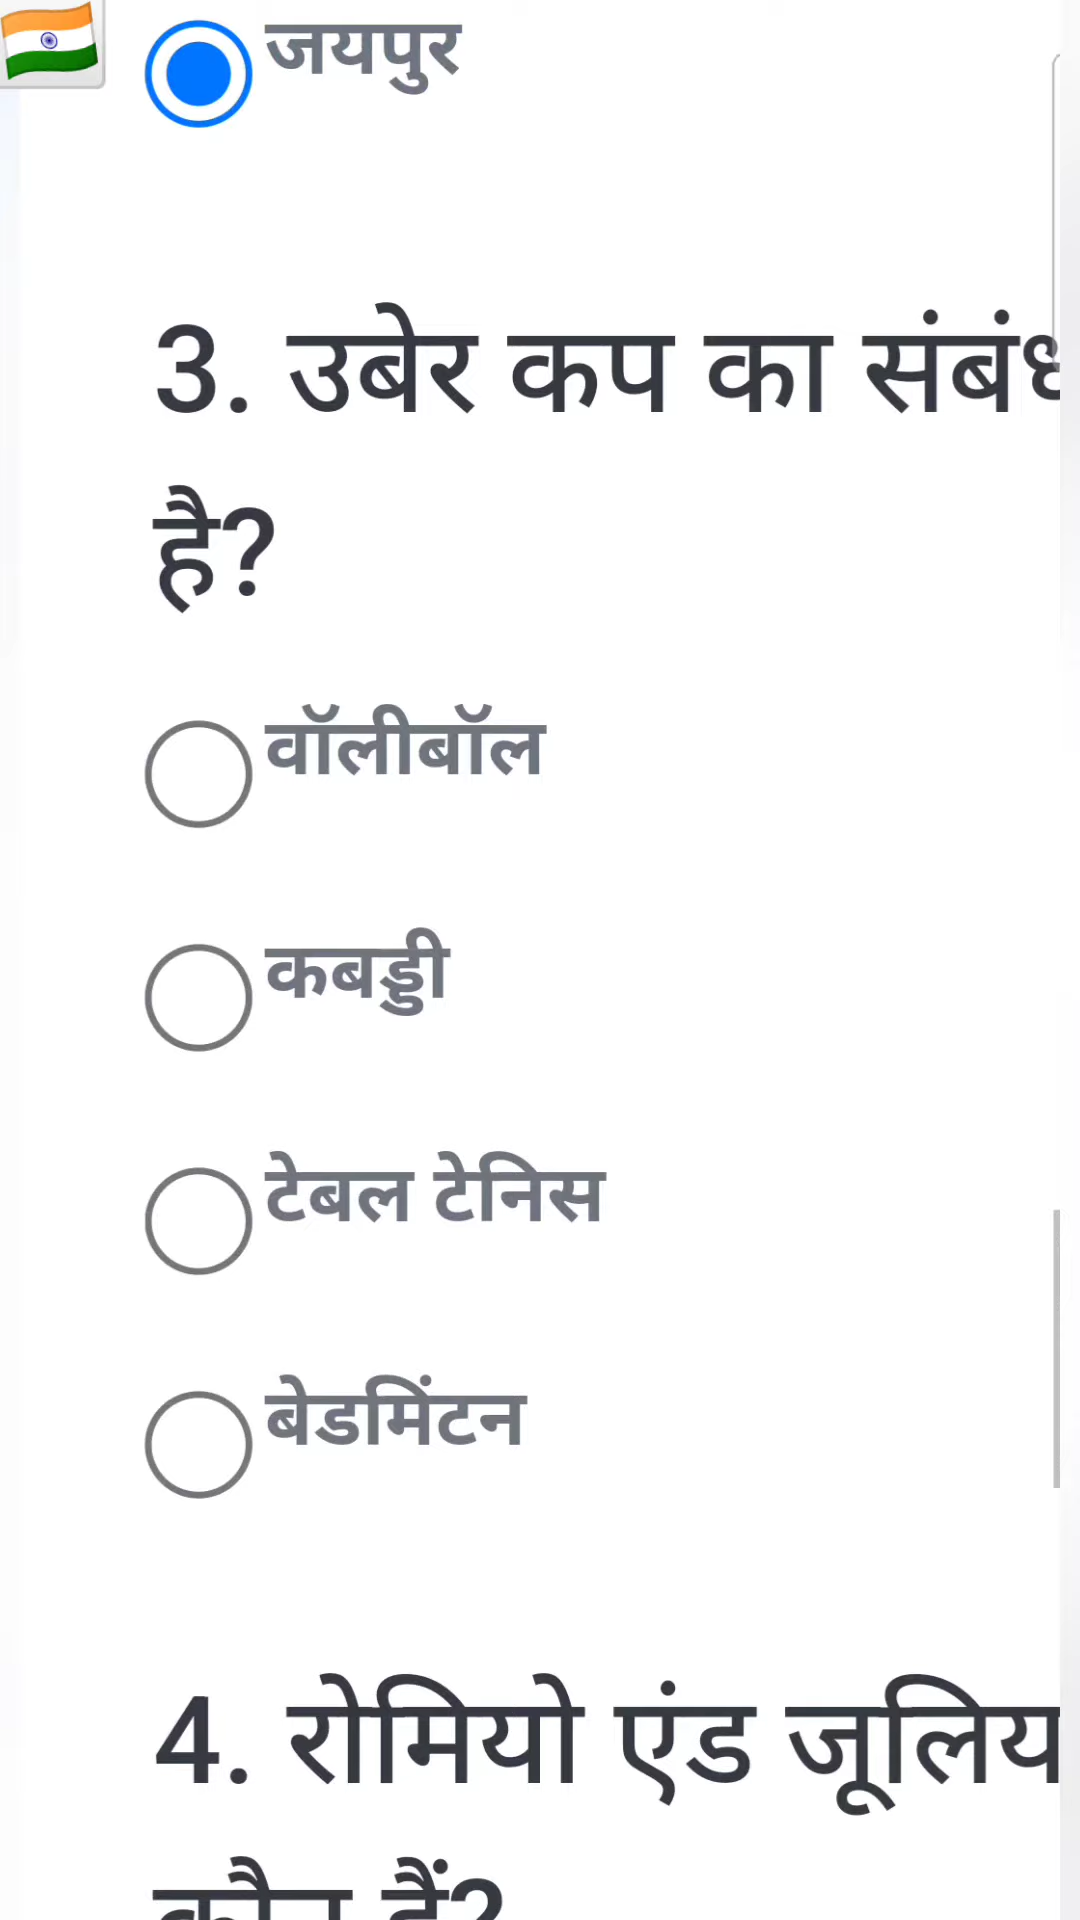 जयपुर
3. उबेर कप का
है?
वॉलीबॉल
कबड्डी
टेबल टेनिस
बेडमिंटन
4. रोमियो एंड
कौन हैं?